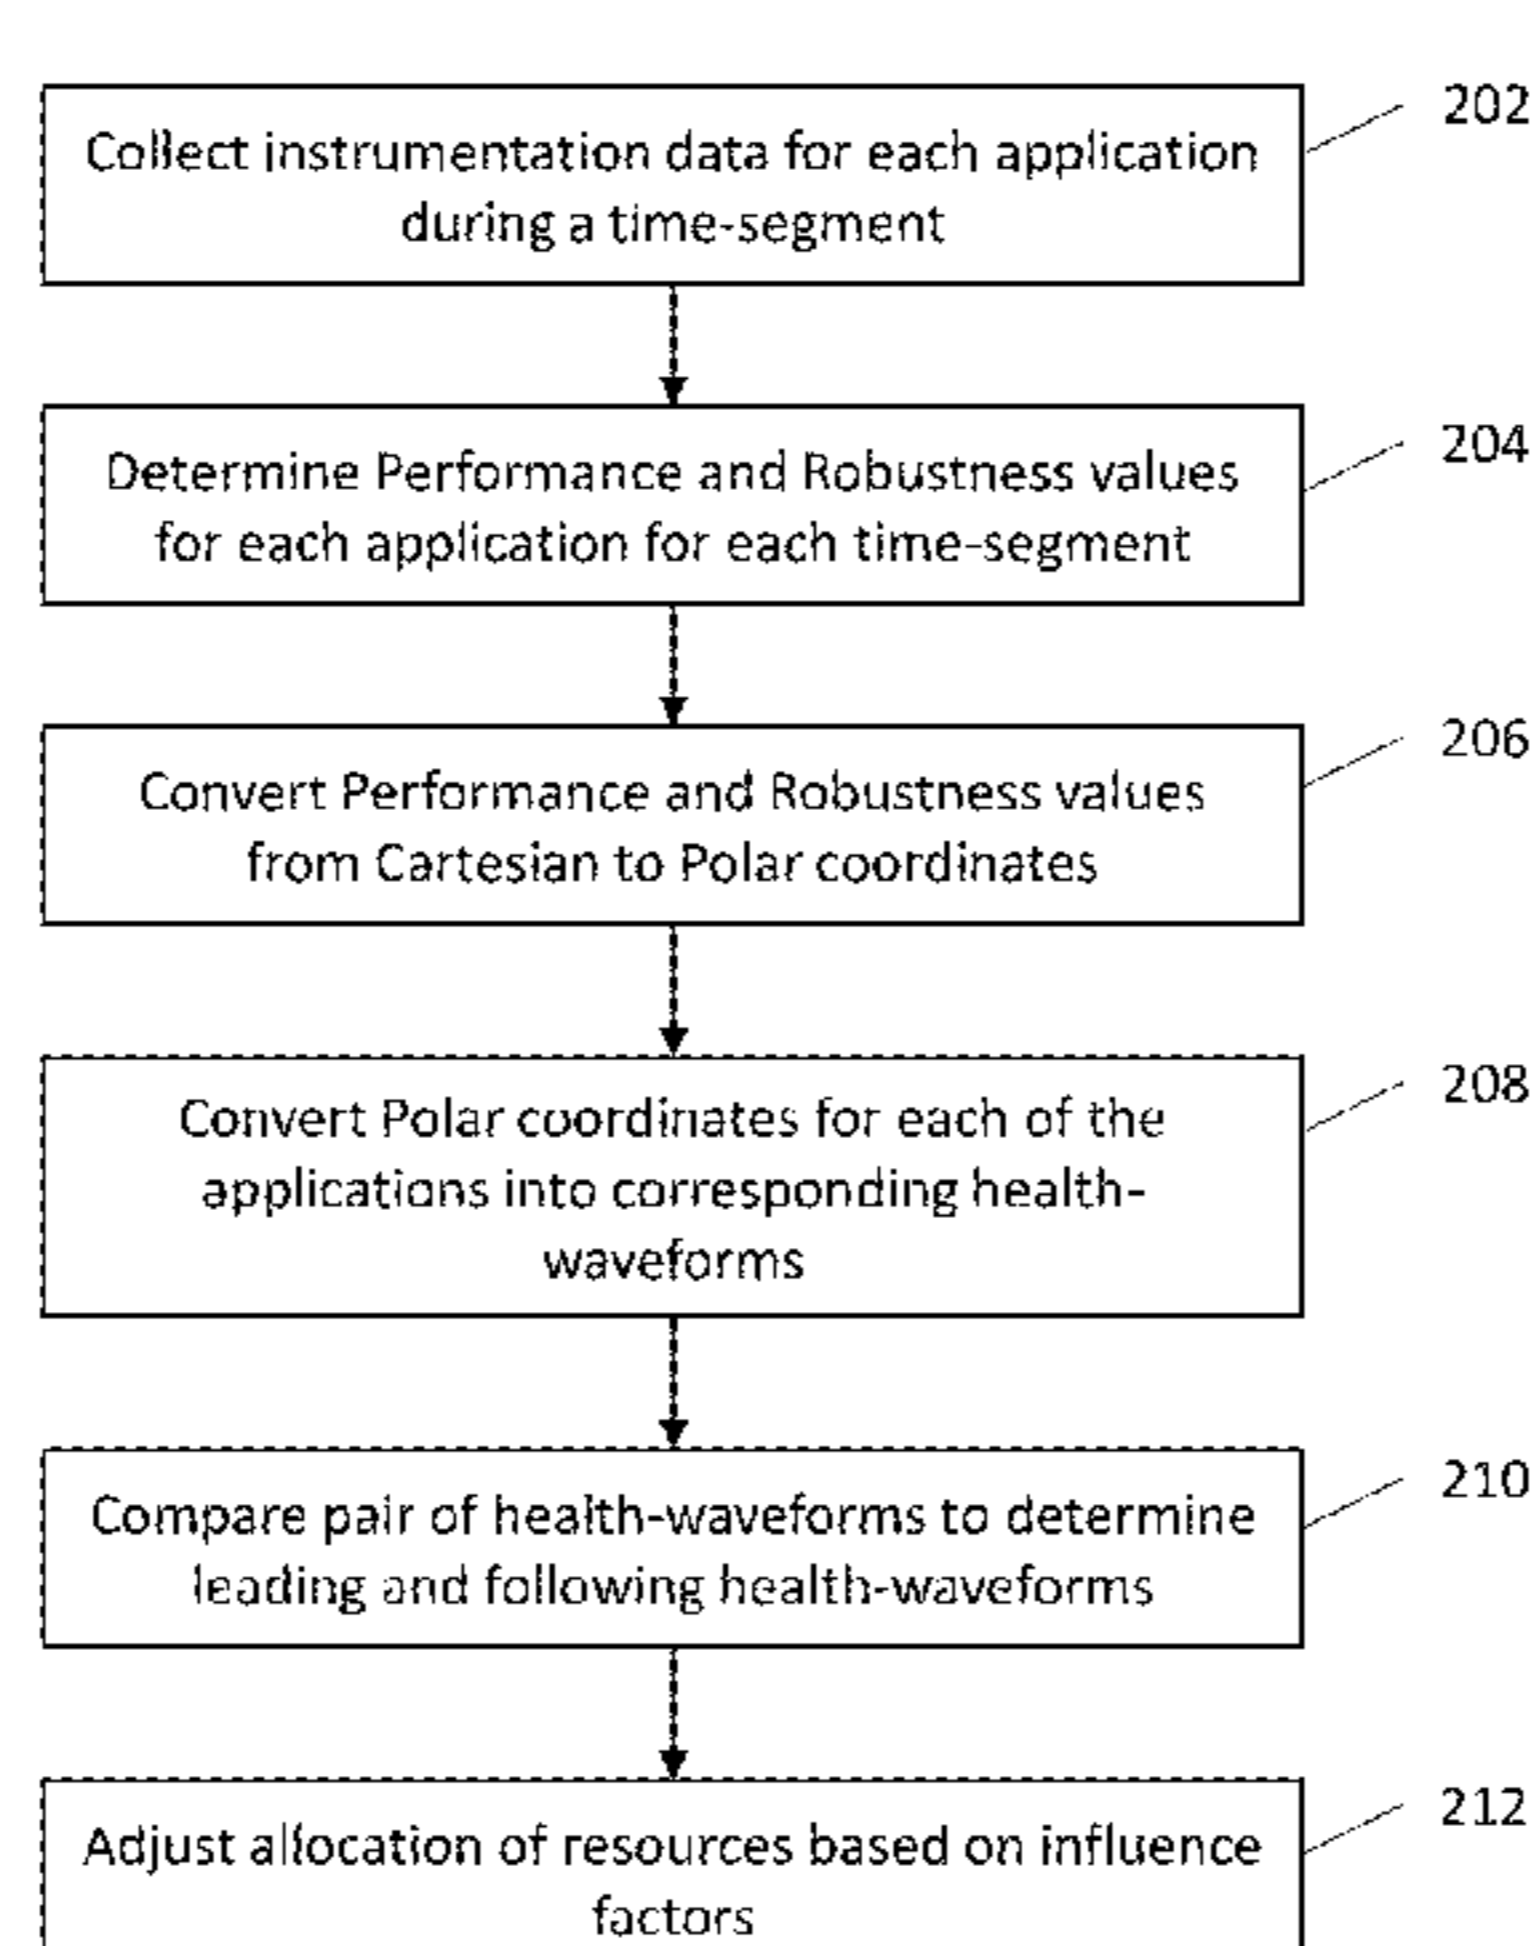 202
Collect instrumentation data for each application
during a time-segment
204
Determine Performance and Robustness values
for each application for each time-segment
206
Convert Performance and Robustness values
from Cartesian to Polar coordinates
208
Convert Polar coordinates for each of the
applications into corresponding health-
waveforms
210
Compare pair of health-waveforms to determine
leading and following health-waveforms
212
Adjust allocation of resources based on influence
factors